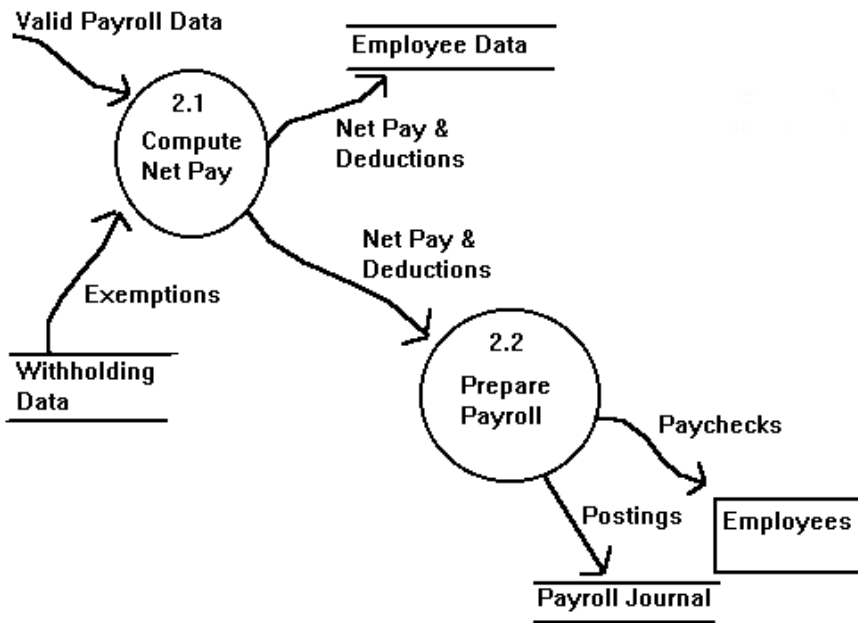 Valid Payroll Data
Employee Data
2.1
Compute
Net Pay
Net Pay &
Deductions
Net Pay &
Deductions
Exemptions
2.2
Prepare
Payroll
Withholding
Data
Paychecks
Postings
Employees
Payroll Journal